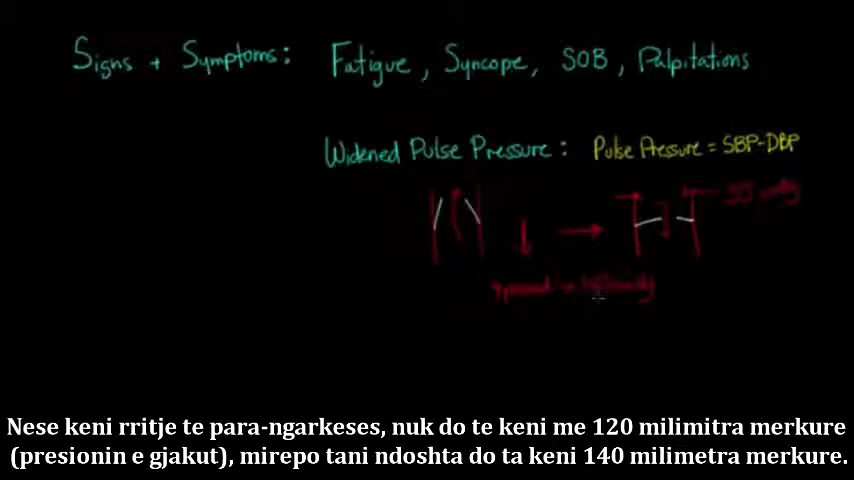 Signs + Symptoms: Fatigue, Syncope, SOB, Palpitations
Widened Pulse Pressure: Pulse Pressure = SBP-DBP
Nese keni rritje te para-ngarkeses, nuk do te keni me 120 milimitra merkure
(presionin e gjakut), mirepo tani ndoshta do ta keni 140 milimetra merkure.